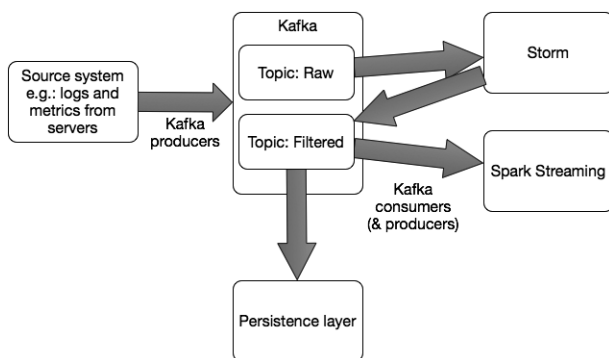 Kafka
Storm
Topic: Raw
Source system
e.g.: logs and
metrics from
servers
Kafka
producers
Topic: Filtered
Spark Streaming
Kafka
consumers
(& producers)
Persistence layer